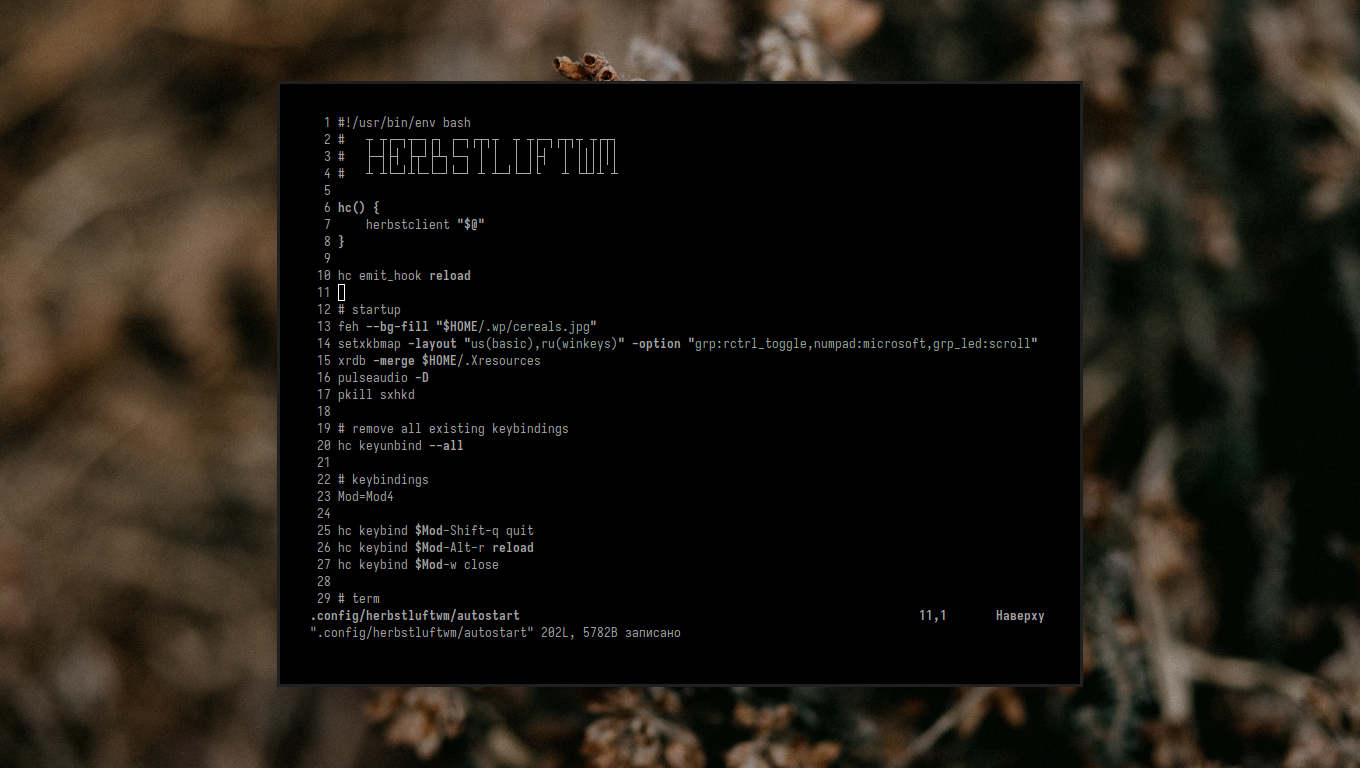 1 #!/usr/bin/env bash
2 #
3 # HERBSTLUFTWM
4 #
5
6 hc() {
7     herbstclient "$@"
8 }
9
10 hc emit_hook reload
11
12 # startup
13 feh --bg-fill "$HOME/.wp/cereals.jpg"
14 setxkbmap -layout "us(basic),ru(winkeys)" -option "grp:rctrl_toggle,numpad:microsoft,grp_led:scroll"
15 xrdb -merge $HOME/.Xresources
16 pulseaudio -D
17 pkill sxhkd
18
19 # remove all existing keybindings
20 hc keyunbind --all
21
22 # keybindings
23 Mod=Mod4
24
25 hc keybind $Mod-Shift-q quit
26 hc keybind $Mod-Alt-r reload
27 hc keybind $Mod-w close
28
29 # term
.config/herbstluftwm/autostart 11,1 Наверху
".config/herbstluftwm/autostart" 202L, 5782B записано